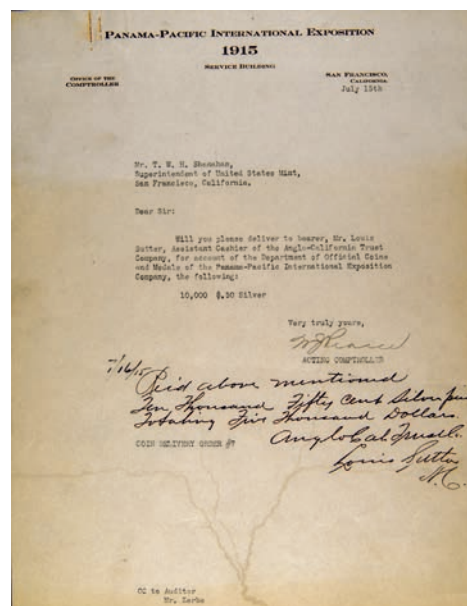 PANAMA-PACIFIC INTERNATIONAL EXPOSITION
1915
SERVICE BUILDING
OFFICE OF THE
COMPTROLLER
SAN FRANCISCO,
CALIFORNIA.
July 15th
Mr. T. W. H. Shanahan,
Superintendent of United States Mint,
San Francisco, California.
Dear Sir:
Will you please deliver to bearer, Mr. Louis
Sutter, Assistant Cashier of the Anglo-California Trust
Company, for account of the Department of Official Coins
and Medals of the Panama-Pacific International Exposition
Company, the following:
10,000 $.50 Silver
Very truly yours,
ACTING COMPTROLLER
7/16/15
Rec'd above mentioned
Ten Thousand Fifty cent Silver
Totaling Five Thousand Dollars.
Anglo Cal Trust Co.
COIN DELIVERY ORDER #7
Louis Sutter
A.C.
CC to Auditor
Mr. Zerbe